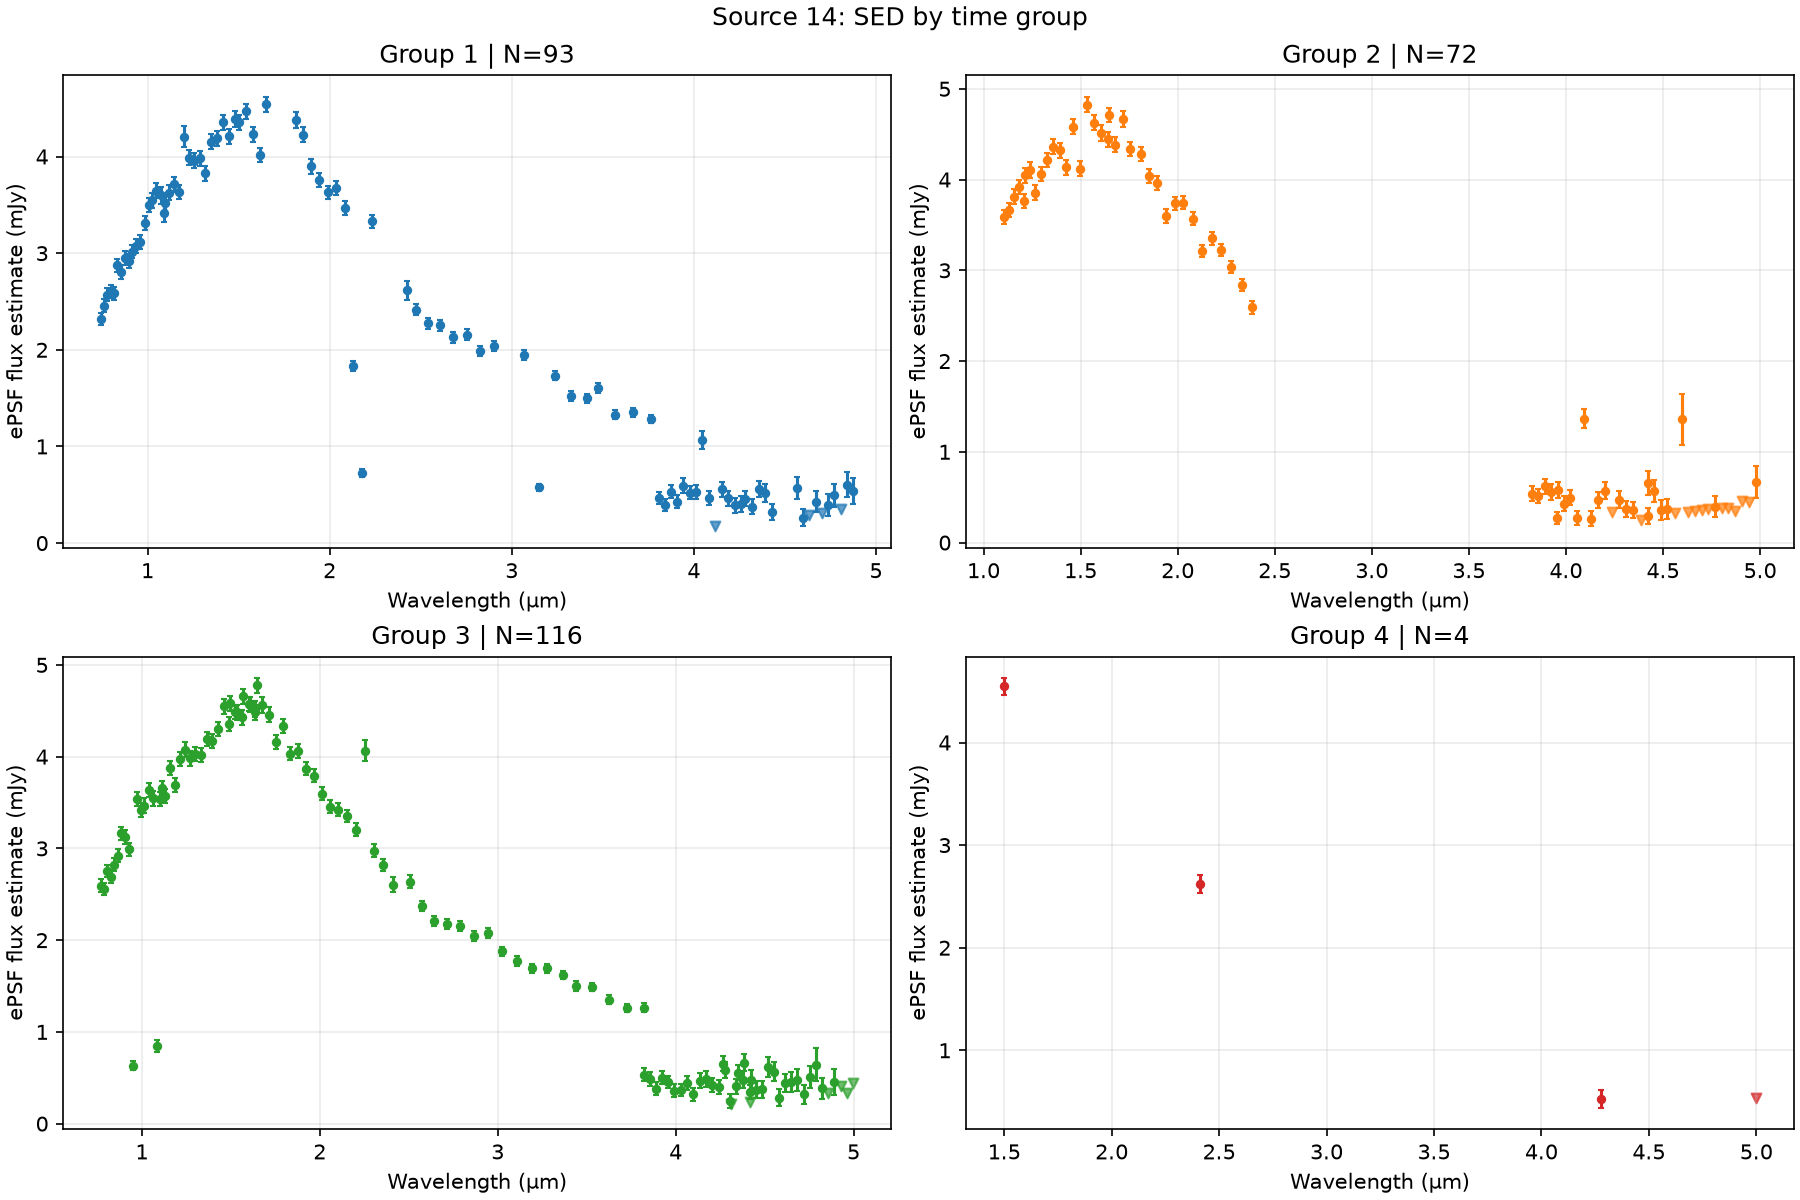 Source 14: SED by time group
Group 1 | N=93
ePSF flux estimate (mJy)
4
3
2
1
0
1 2 3 4 5
Wavelength (µm)
Group 2 | N=72
ePSF flux estimate (mJy)
5
4
3
2
1
0
1.0 1.5 2.0 2.5 3.0 3.5 4.0 4.5 5.0
Wavelength (µm)
Group 3 | N=116
ePSF flux estimate (mJy)
5
4
3
2
1
0
1 2 3 4 5
Wavelength (µm)
Group 4 | N=4
ePSF flux estimate (mJy)
4
3
2
1
1.5 2.0 2.5 3.0 3.5 4.0 4.5 5.0
Wavelength (µm)